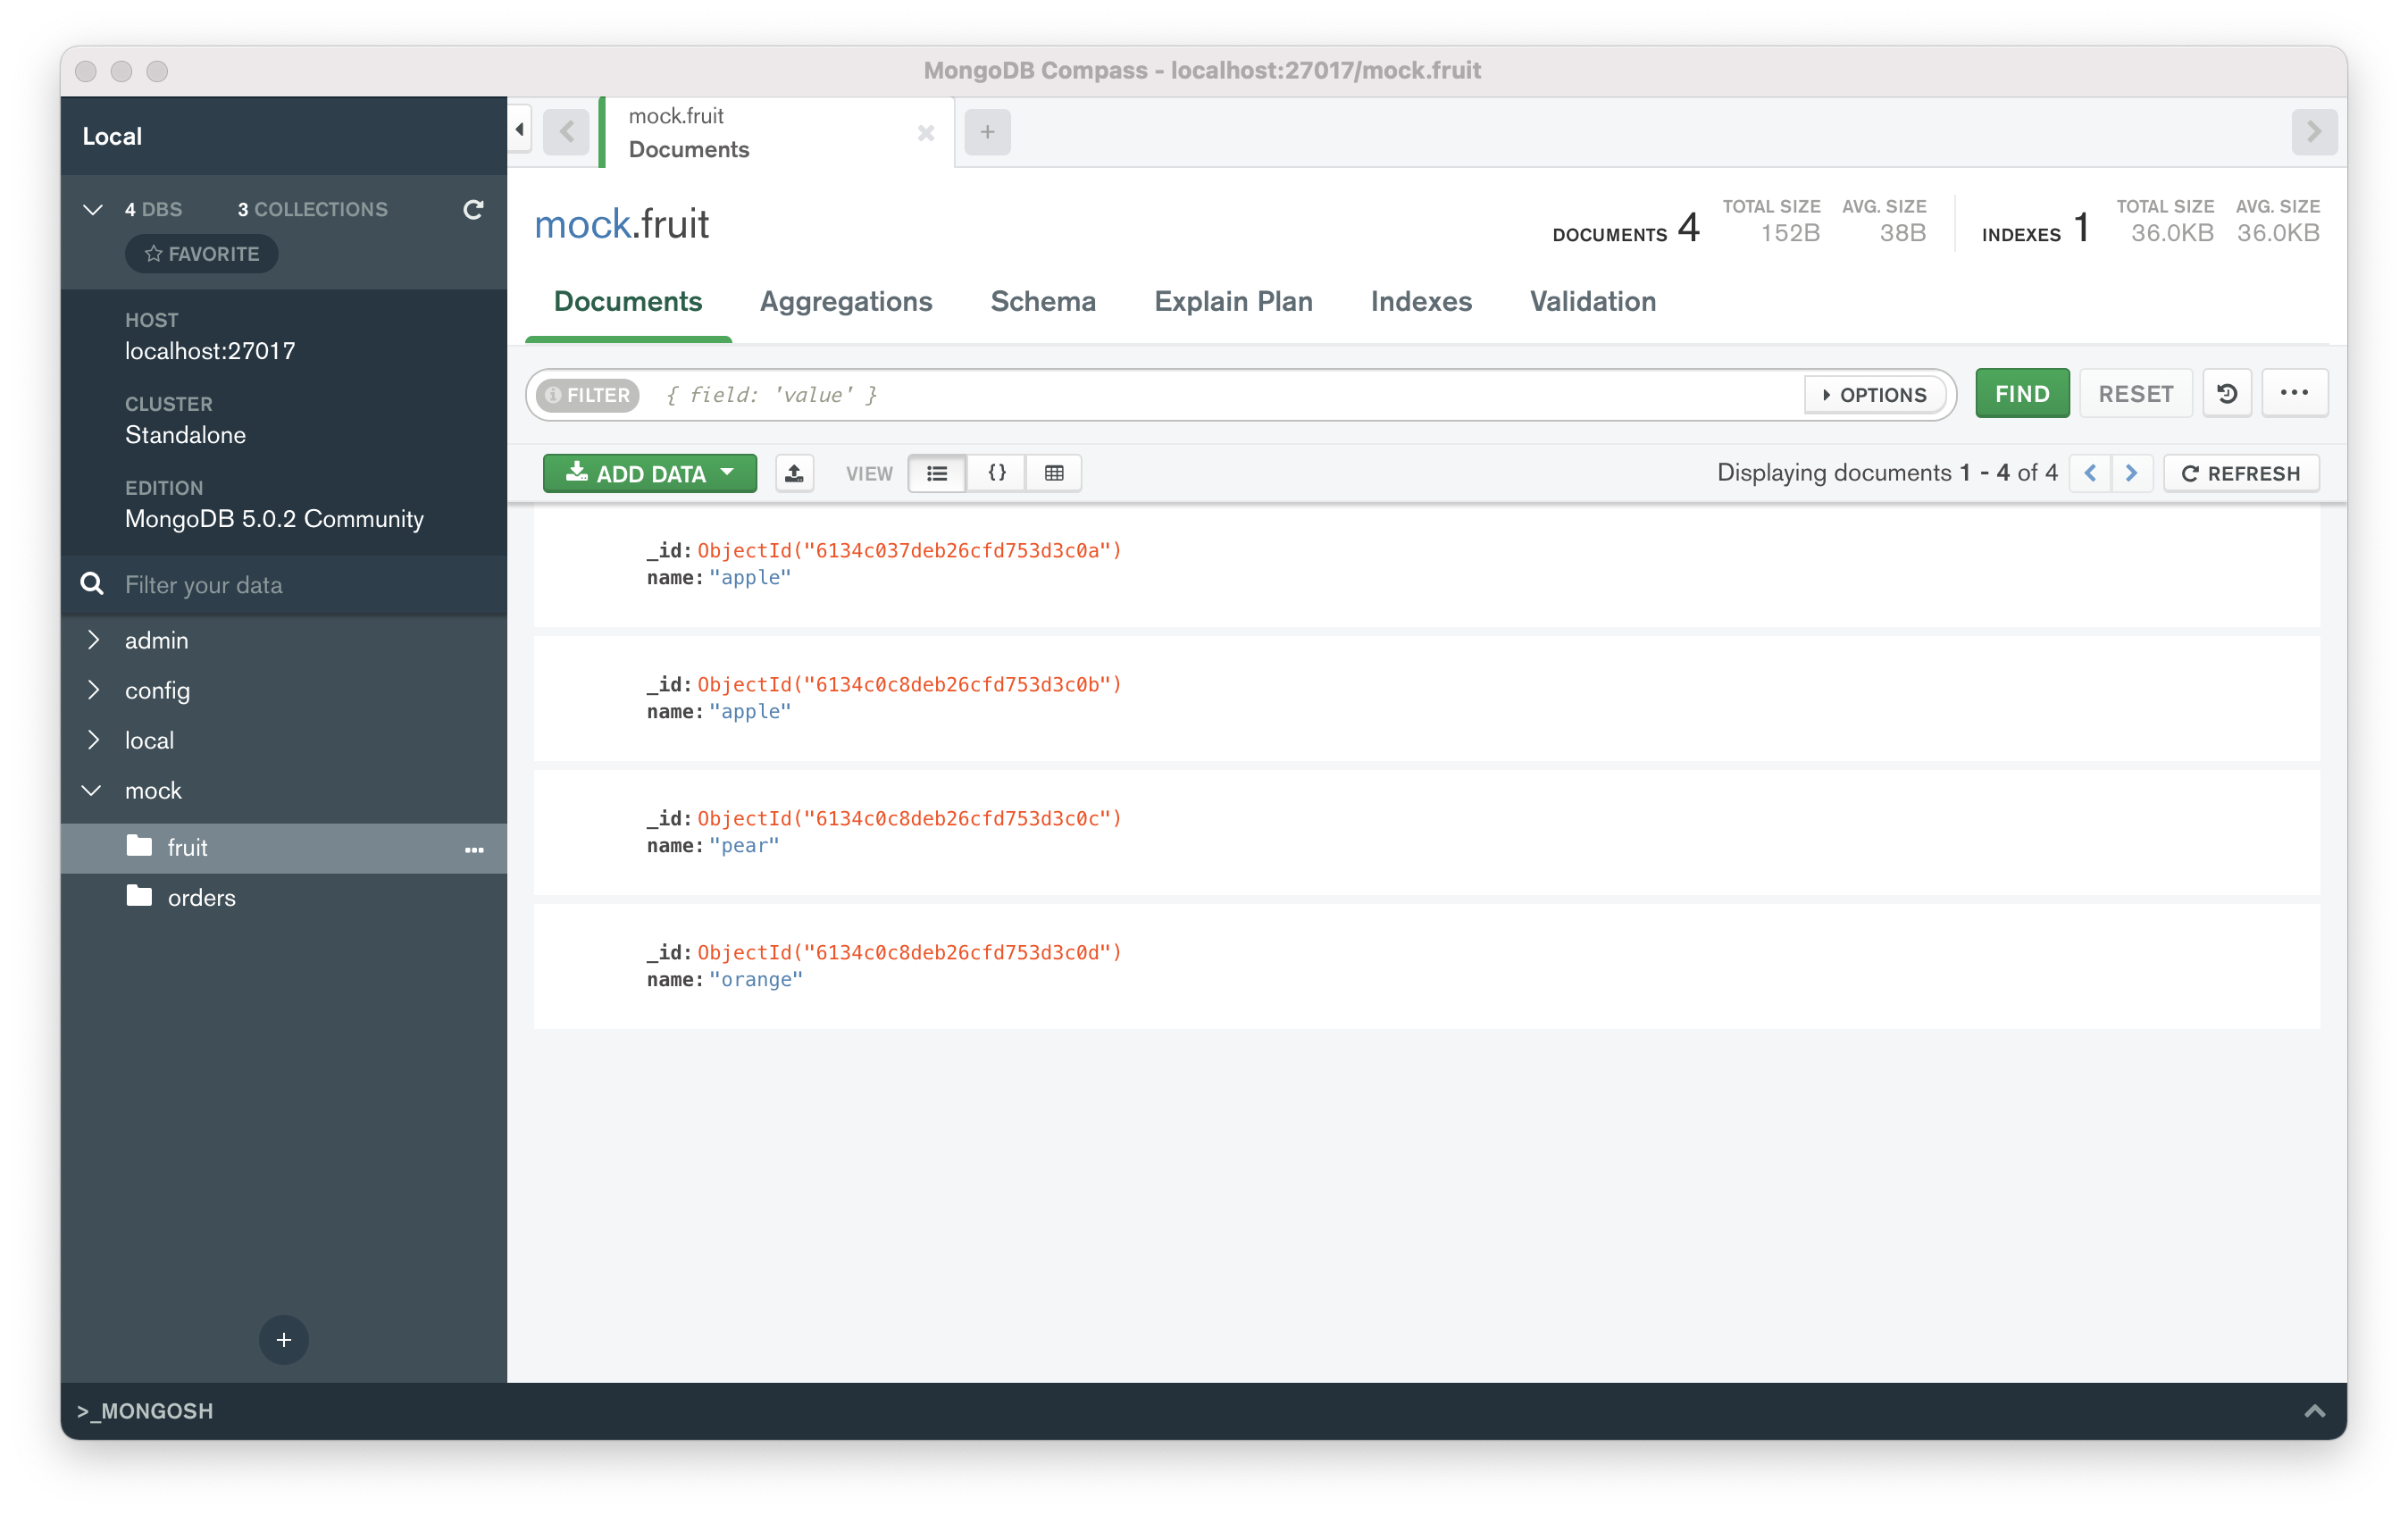 MongoDB Compass - localhost:27017/mock.fruit
Local
4 DBS 3 COLLECTIONS
FAVORITE
HOST
localhost:27017
CLUSTER
Standalone
EDITION
MongoDB 5.0.2 Community
Filter your data
admin
config
local
mock
fruit
orders
>_MONGOSH
mock.fruit
Documents
mock.fruit
DOCUMENTS 4
TOTAL SIZE
152B
AVG. SIZE
38B
INDEXES 1
TOTAL SIZE
36.0KB
AVG. SIZE
36.0KB
Documents Aggregations Schema Explain Plan Indexes Validation
FILTER { field: 'value' } OPTIONS FIND RESET
ADD DATA VIEW {} Displaying documents 1 - 4 of 4 REFRESH
_id: ObjectId("6134c037deb26cfd753d3c0a")
name: "apple"
_id: ObjectId("6134c0c8deb26cfd753d3c0b")
name: "apple"
_id: ObjectId("6134c0c8deb26cfd753d3c0c")
name: "pear"
_id: ObjectId("6134c0c8deb26cfd753d3c0d")
name: "orange"